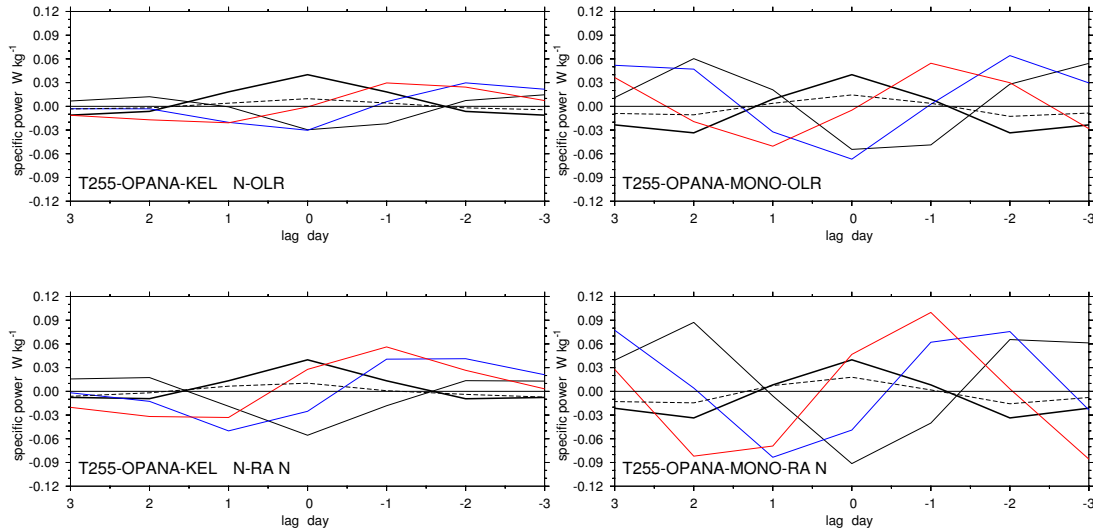 0.12
0.09
0.06
0.03
0.00
-0.03
-0.06
-0.09
-0.12
specific power W kg-1
T255-OPANA-KEL N-OLR
3 2 1 0 -1 -2 -3
lag day
0.12
0.09
0.06
0.03
0.00
-0.03
-0.06
-0.09
-0.12
specific power W kg-1
T255-OPANA-MONO-OLR
3 2 1 0 -1 -2 -3
lag day
0.12
0.09
0.06
0.03
0.00
-0.03
-0.06
-0.09
-0.12
specific power W kg-1
T255-OPANA-KEL N-RA N
3 2 1 0 -1 -2 -3
lag day
0.12
0.09
0.06
0.03
0.00
-0.03
-0.06
-0.09
-0.12
specific power W kg-1
T255-OPANA-MONO-RA N
3 2 1 0 -1 -2 -3
lag day